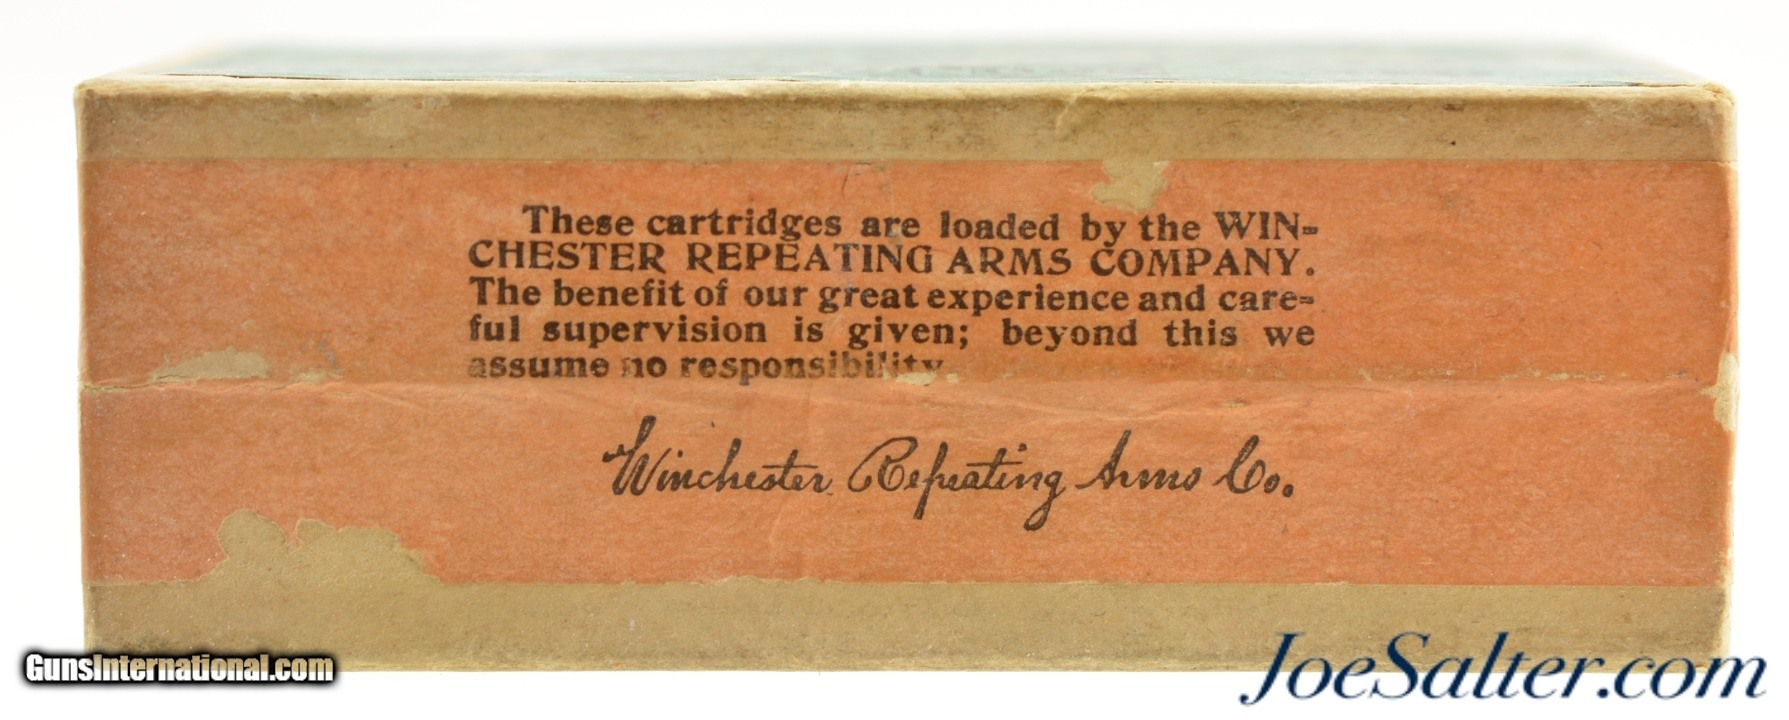 These cartridges are loaded by the WIN-
CHESTER REPEATING ARMS COMPANY.
The benefit of our great experience and care-
ful supervision is given; beyond this we
assume no responsibility
Winchester Repeating Arms Co.
GunsInternational.com
JoeSalter.com